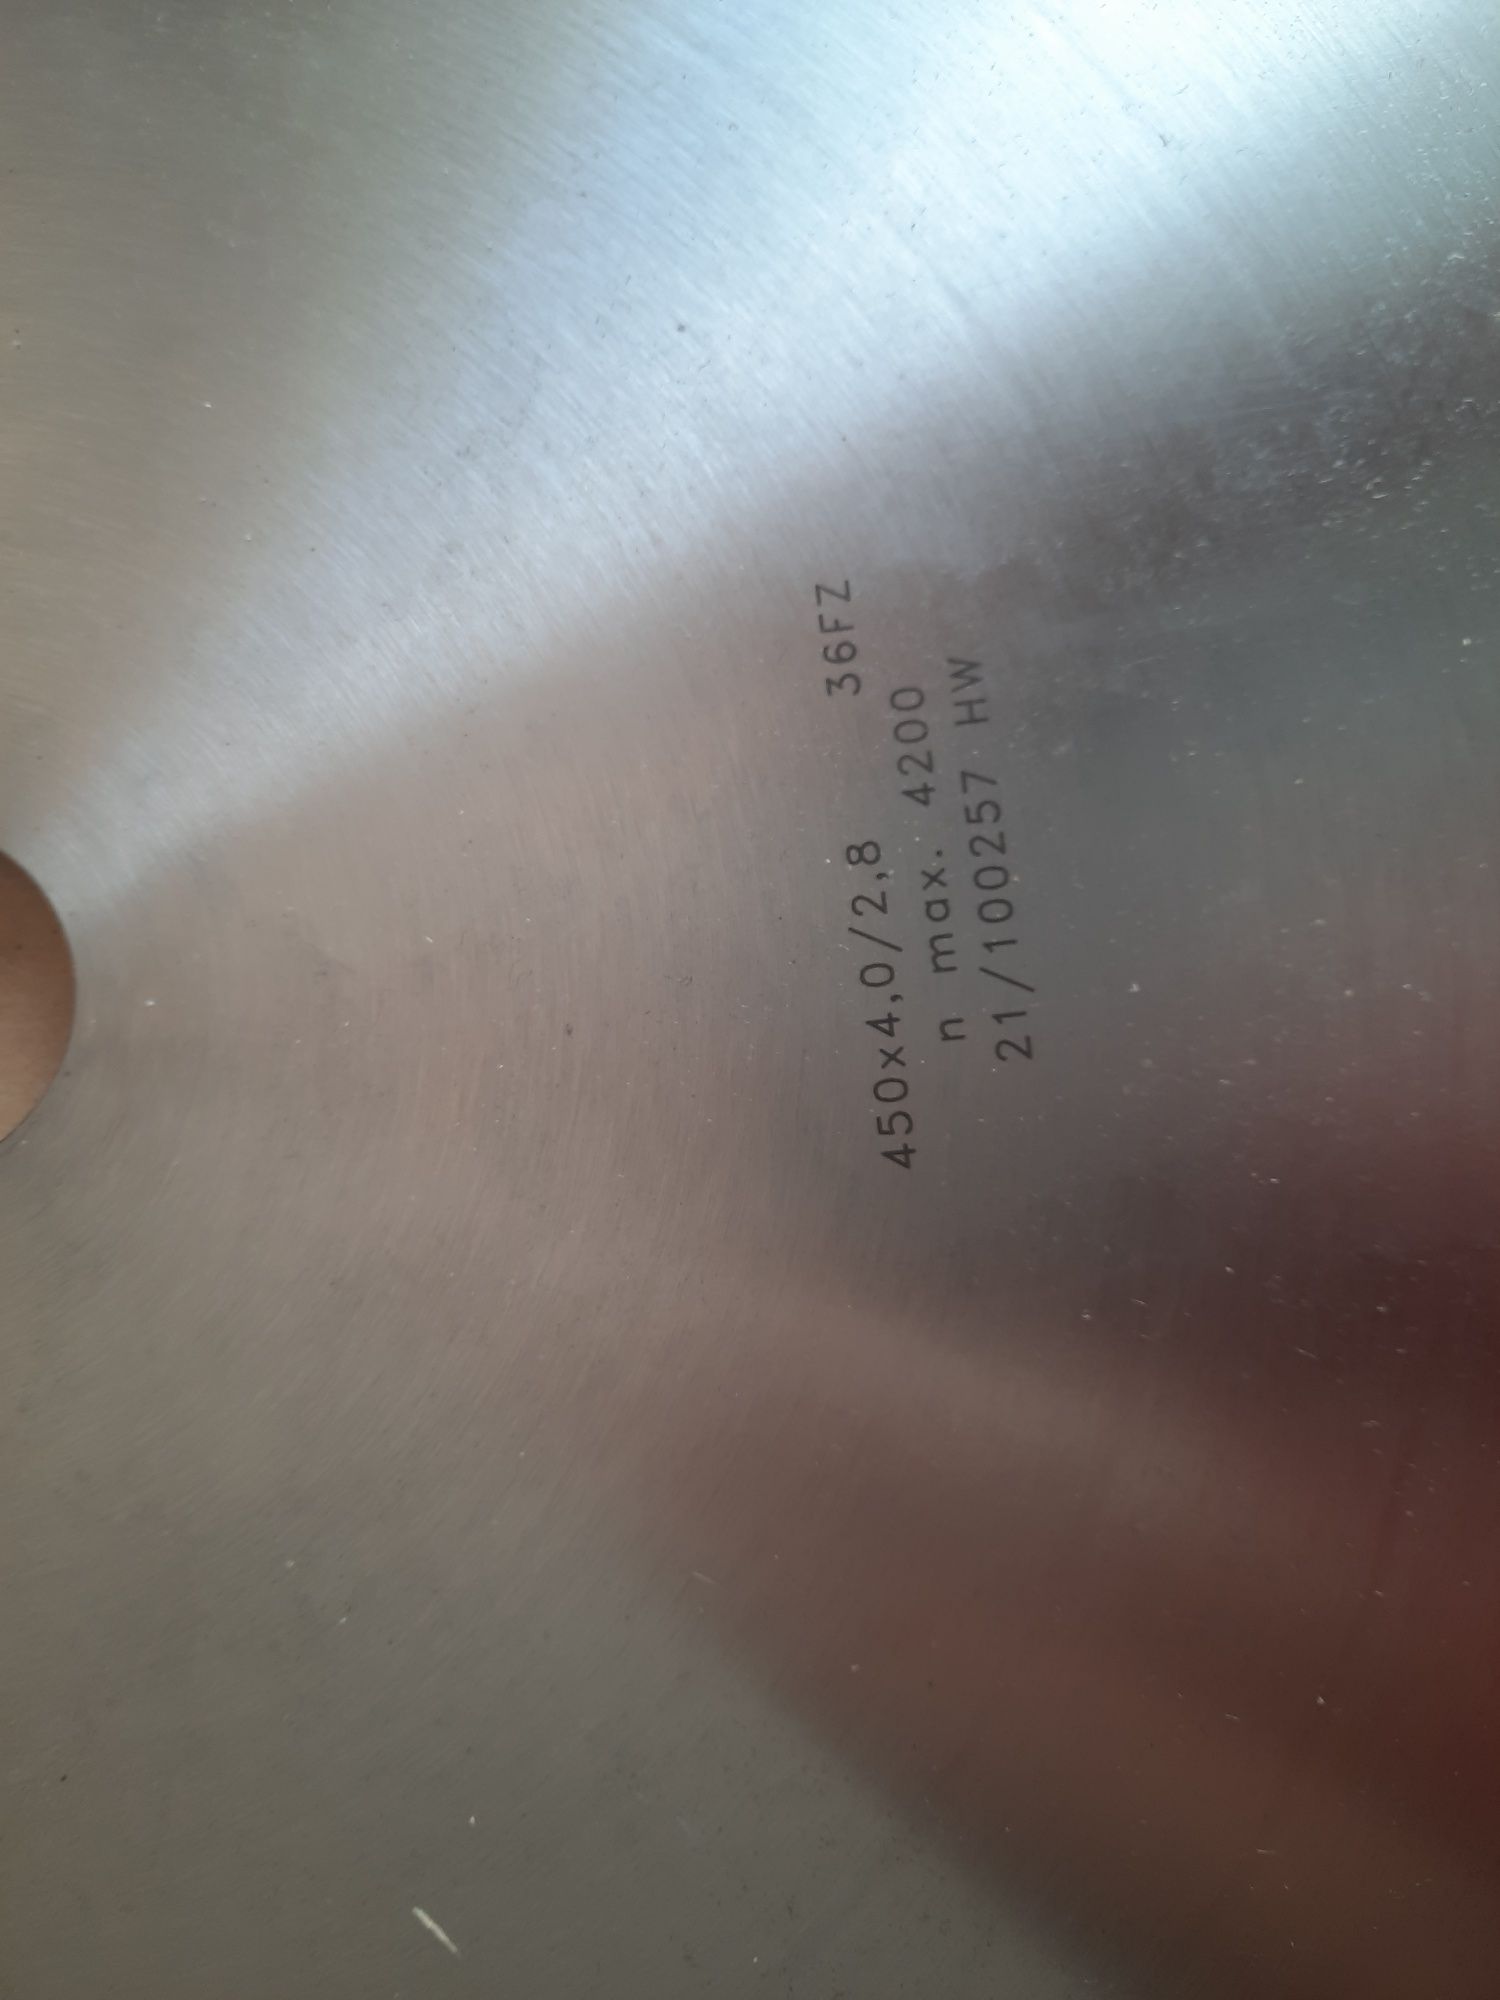 450x4,0/2,8 36FZ
n max. 4200
21/100257 HW